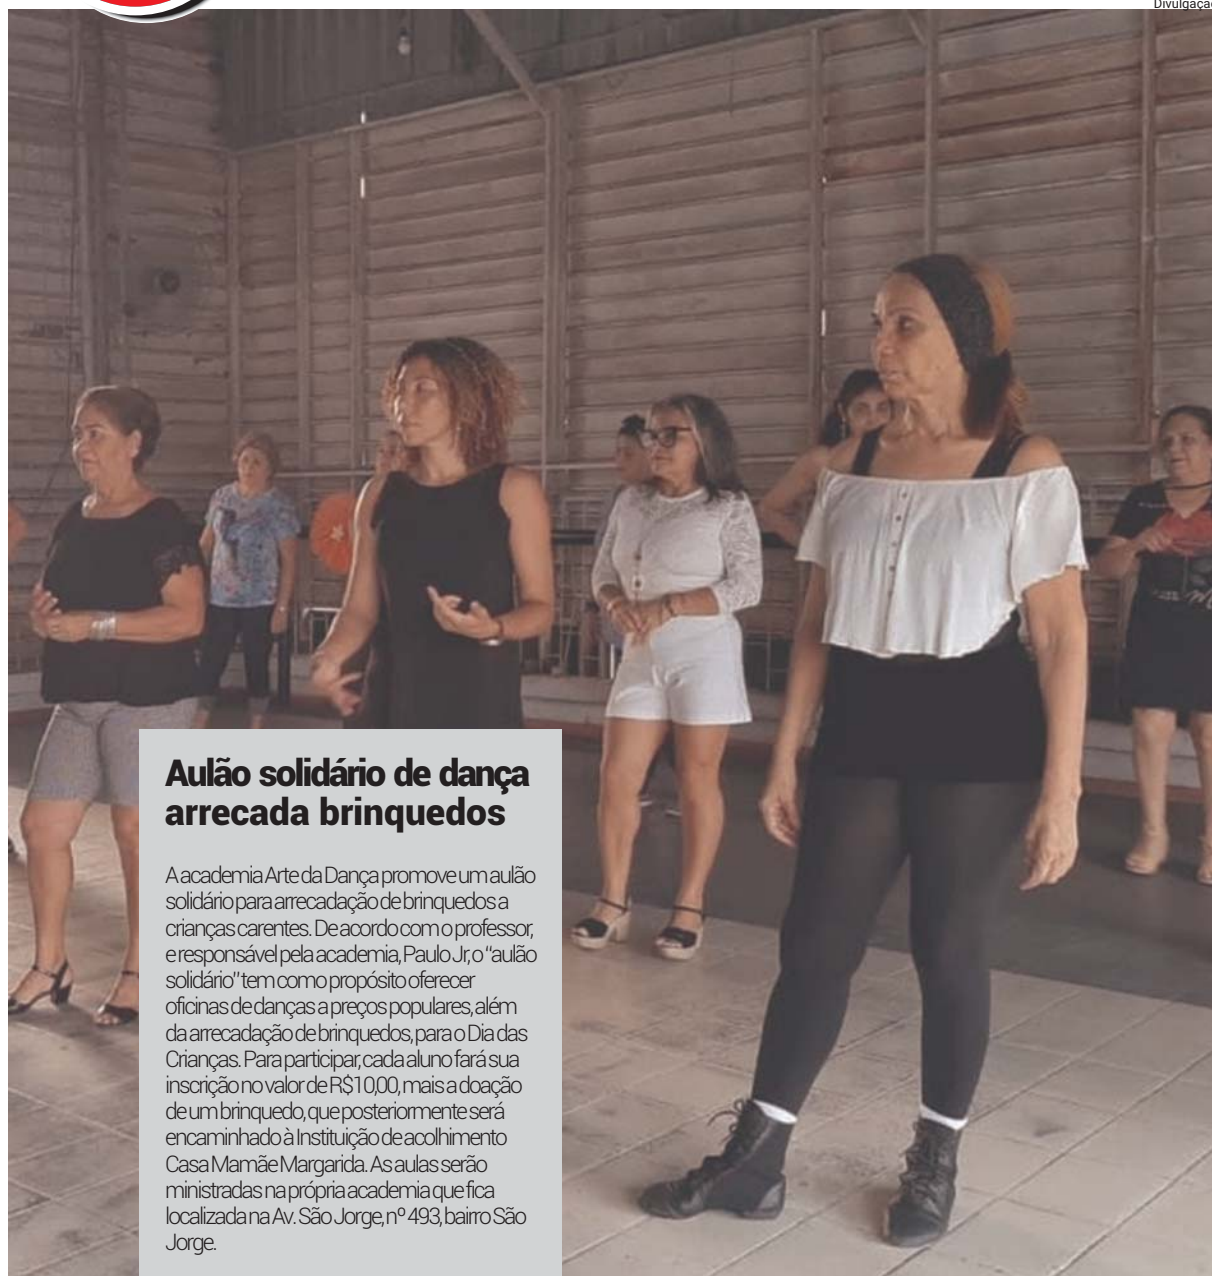 Divulgação
Aulão solidário de dança
arrecada brinquedos
A academia Arte da Dança promove um aulão
solidário para arrecadação de brinquedos a
crianças carentes. De acordo com o professor,
e responsável pela academia, Paulo Jr, o “aulão
solidário” tem como propósito oferecer
oficinas de danças a preços populares, além
da arrecadação de brinquedos, para o Dia das
Crianças. Para participar, cada aluno fará sua
inscrição no valor de R$10,00, mais a doação
de um brinquedo, que posteriormente será
encaminhado à Instituição de acolhimento
Casa Mamãe Margarida. As aulas serão
ministradas na própria academia que fica
localizada na Av. São Jorge, nº 493, bairro São
Jorge.